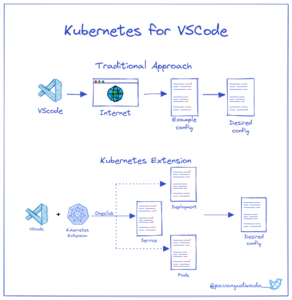 Kubernetes for VSCode
Traditional Approach
VScode
Internet
Example
config
Desired
config
Kubernetes Extension
VScode
+
Kubernetes
Extension
Oneclick
Deployment
Service
Pods
Desired
config